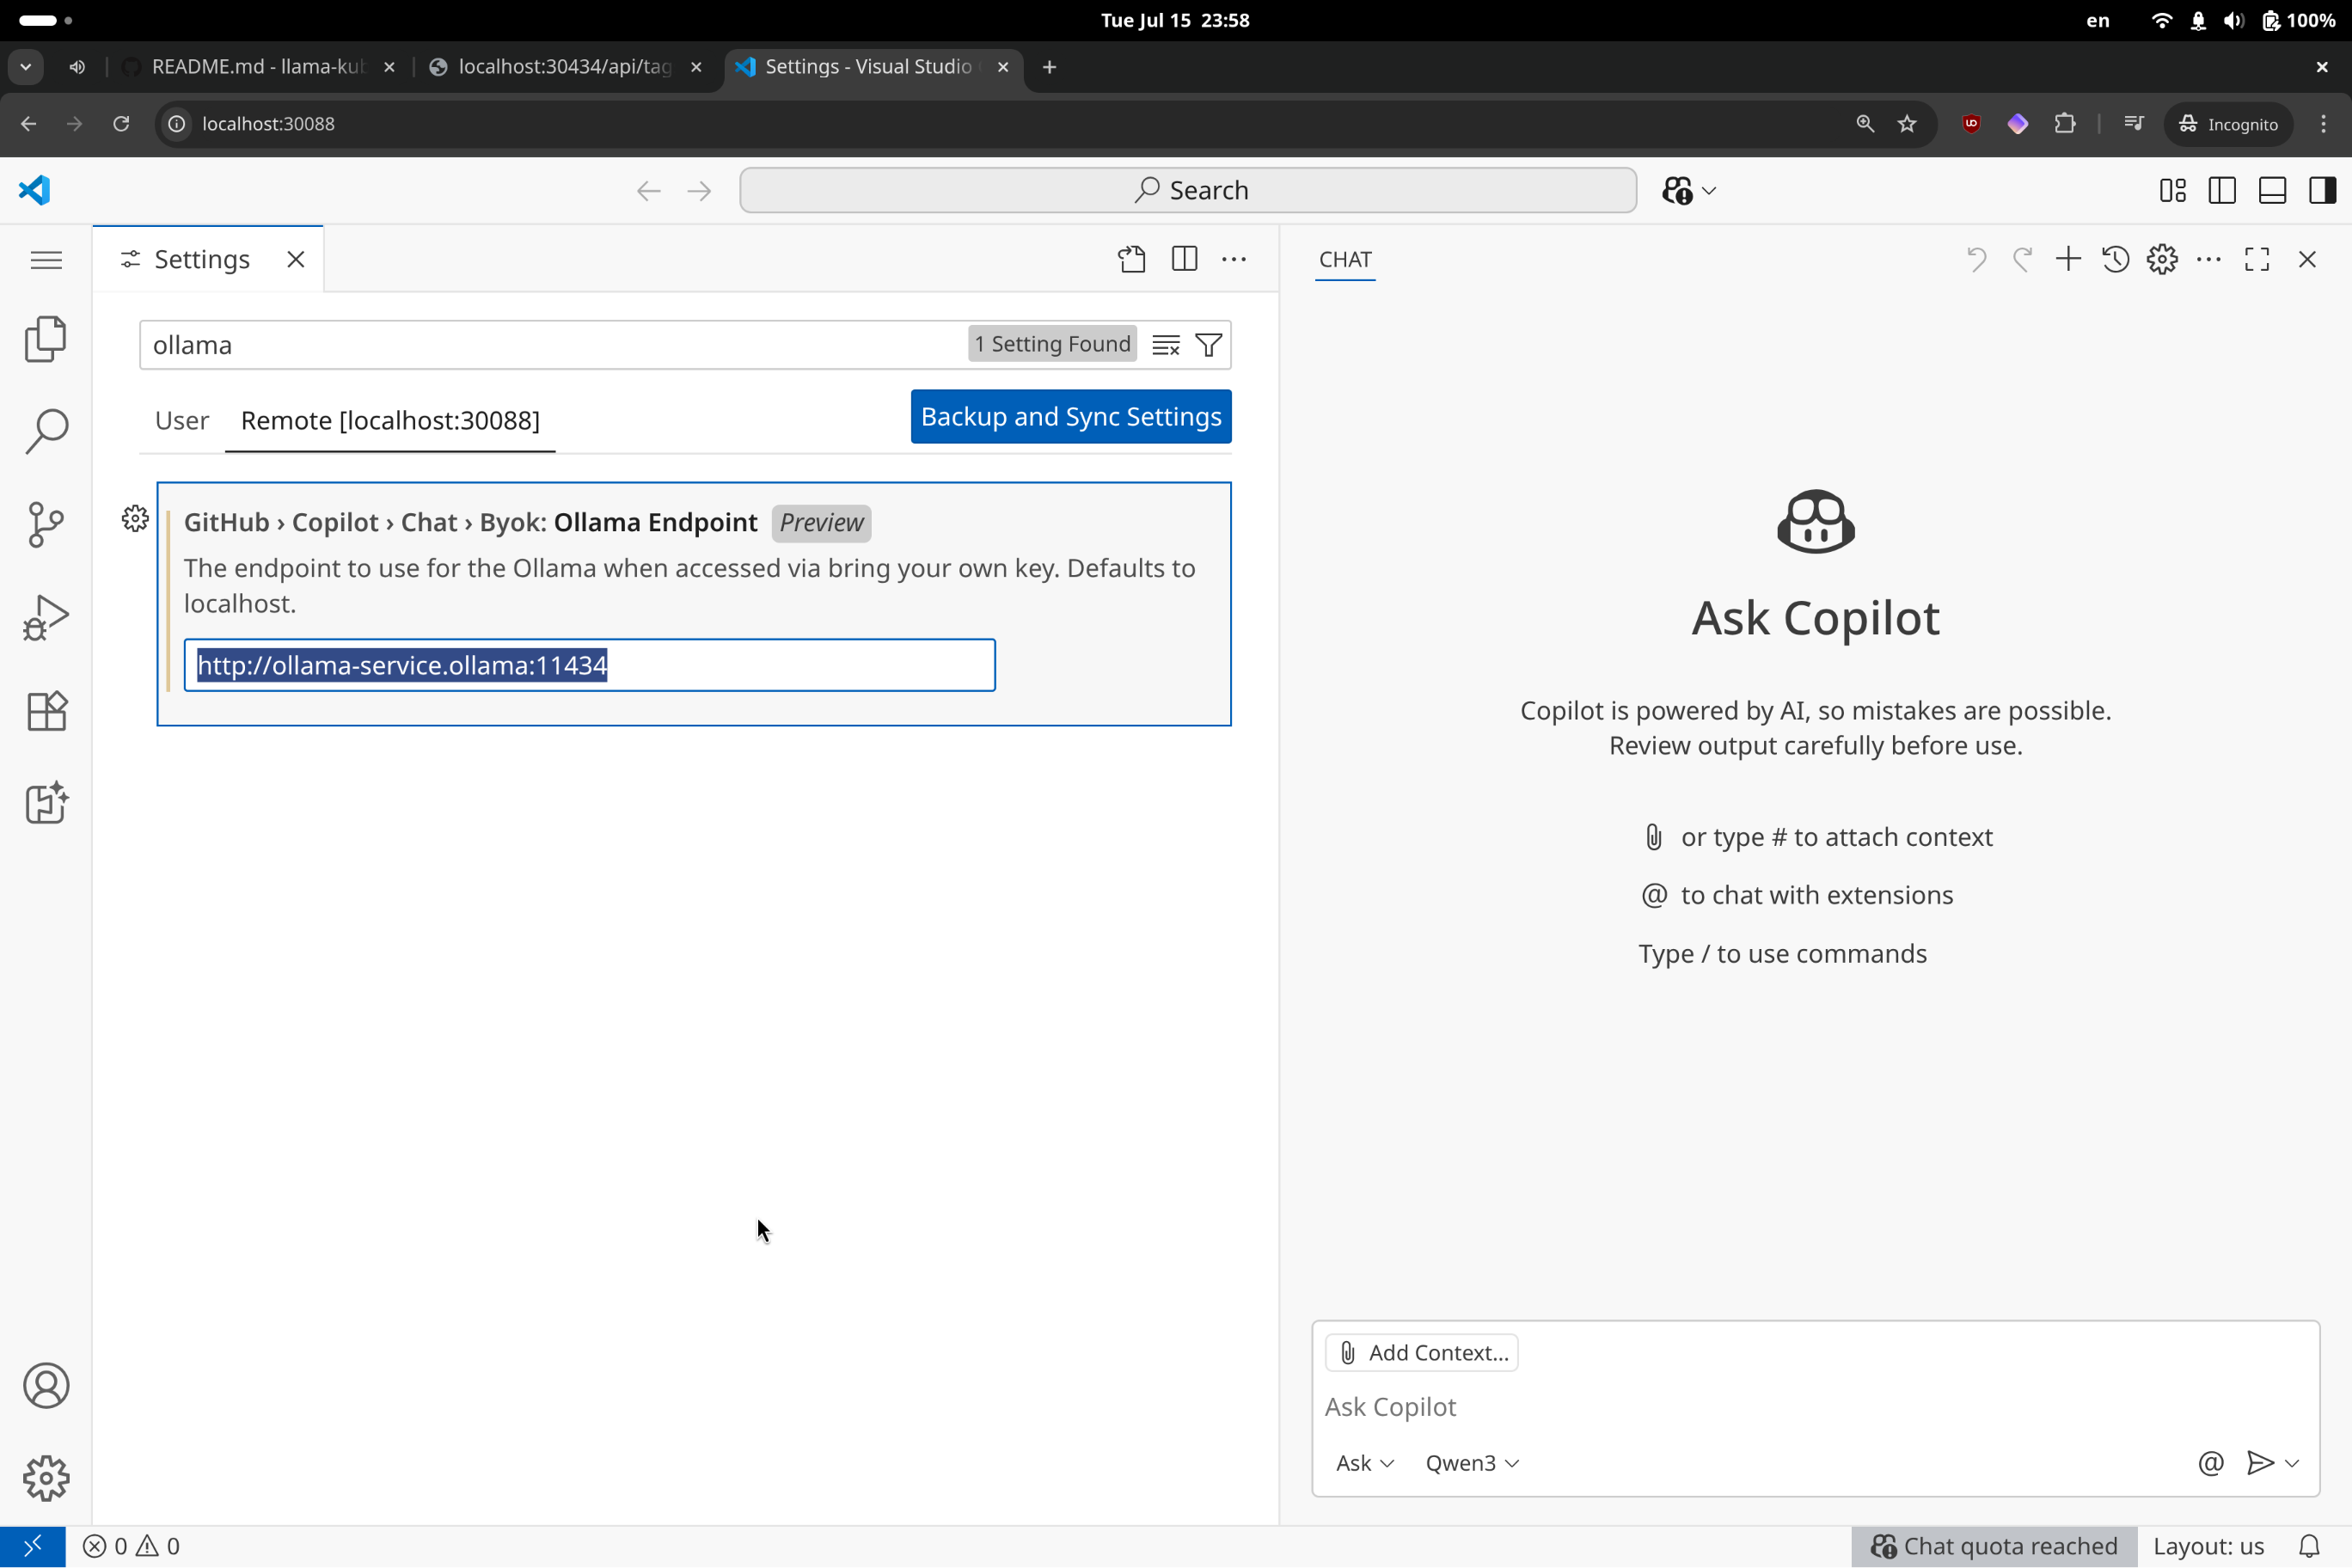 Tue Jul 15 23:58
en
100%
README.md - llama-kub
localhost:30434/api/tag
Settings - Visual Studio
localhost:30088
Incognito
Search
Settings
ollama
1 Setting Found
User
Remote [localhost:30088]
Backup and Sync Settings
GitHub › Copilot › Chat › Byok: Ollama Endpoint
Preview
The endpoint to use for the Ollama when accessed via bring your own key. Defaults to
localhost.
http://ollama-service.ollama:11434
CHAT
Ask Copilot
Copilot is powered by AI, so mistakes are possible.
Review output carefully before use.
or type # to attach context
@ to chat with extensions
Type / to use commands
Add Context...
Ask Copilot
Ask
Qwen3
@
0
0
Chat quota reached
Layout: us